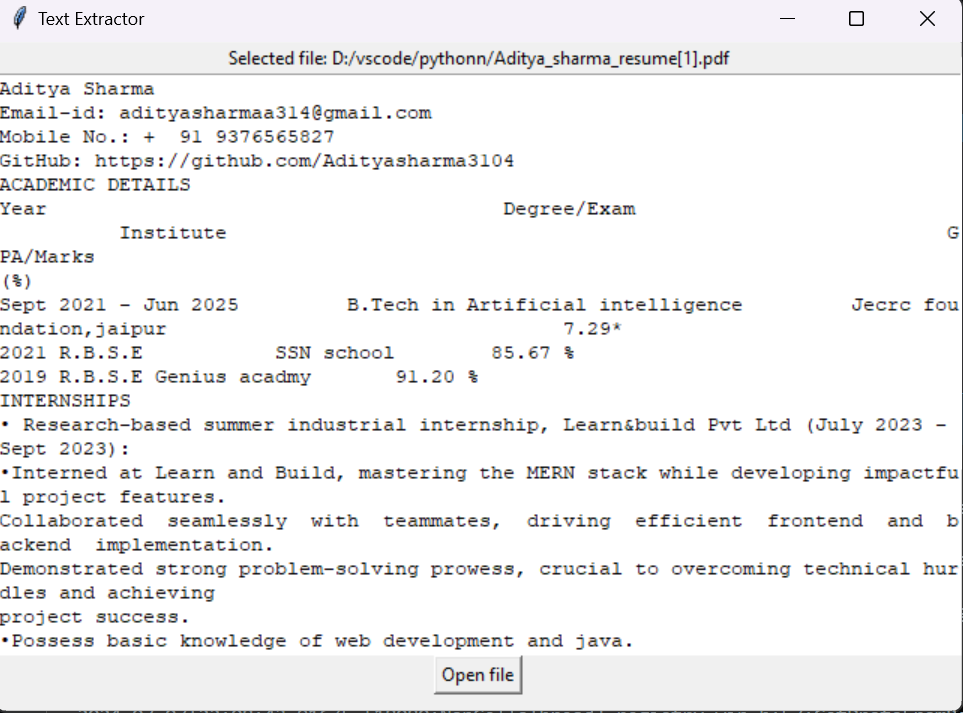 Text Extractor
Selected file: D:/vscode/pythonn/Aditya_sharma_resume[1].pdf
Aditya Sharma
Email-id: adityasharmaa314@gmail.com
Mobile No.: +  91 9376565827
GitHub: https://github.com/Adityasharma3104
ACADEMIC DETAILS
Year                                      Degree/Exam
          Institute                                                            G
PA/Marks
(%)
Sept 2021 - Jun 2025         B.Tech in Artificial intelligence         Jecrc fou
ndation,jaipur                                 7.29*
2021 R.B.S.E           SSN school        85.67 %
2019 R.B.S.E Genius acadmy       91.20 %
INTERNSHIPS
• Research-based summer industrial internship, Learn&build Pvt Ltd (July 2023 -
Sept 2023):
•Interned at Learn and Build, mastering the MERN stack while developing impactfu
l project features.
Collaborated  seamlessly  with  teammates,  driving  efficient  frontend  and  b
ackend  implementation.
Demonstrated strong problem-solving prowess, crucial to overcoming technical hur
dles and achieving
project success.
•Possess basic knowledge of web development and java.
Open file